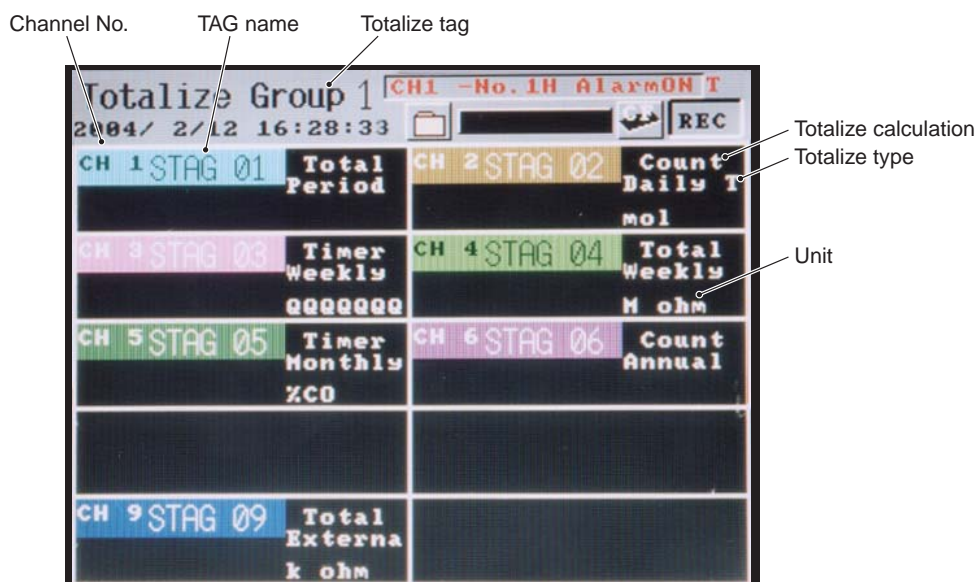 Channel No. TAG name Totalize tag
Totalize Group 1 CH1 -No.1H AlarmON T
2004/ 2/12 16:28:33 REC
Totalize calculation
Totalize type
CH 1 STAG 01 Total
Period
CH 2 STAG 02 Count
Daily T
mol
CH 3 STAG 03 Timer
Weekly
QQQQQQQ
CH 4 STAG 04 Total
Weekly
M ohm
Unit
CH 5 STAG 05 Timer
Monthly
%CO
CH 6 STAG 06 Count
Annual
CH 9 STAG 09 Total
Externa
k ohm